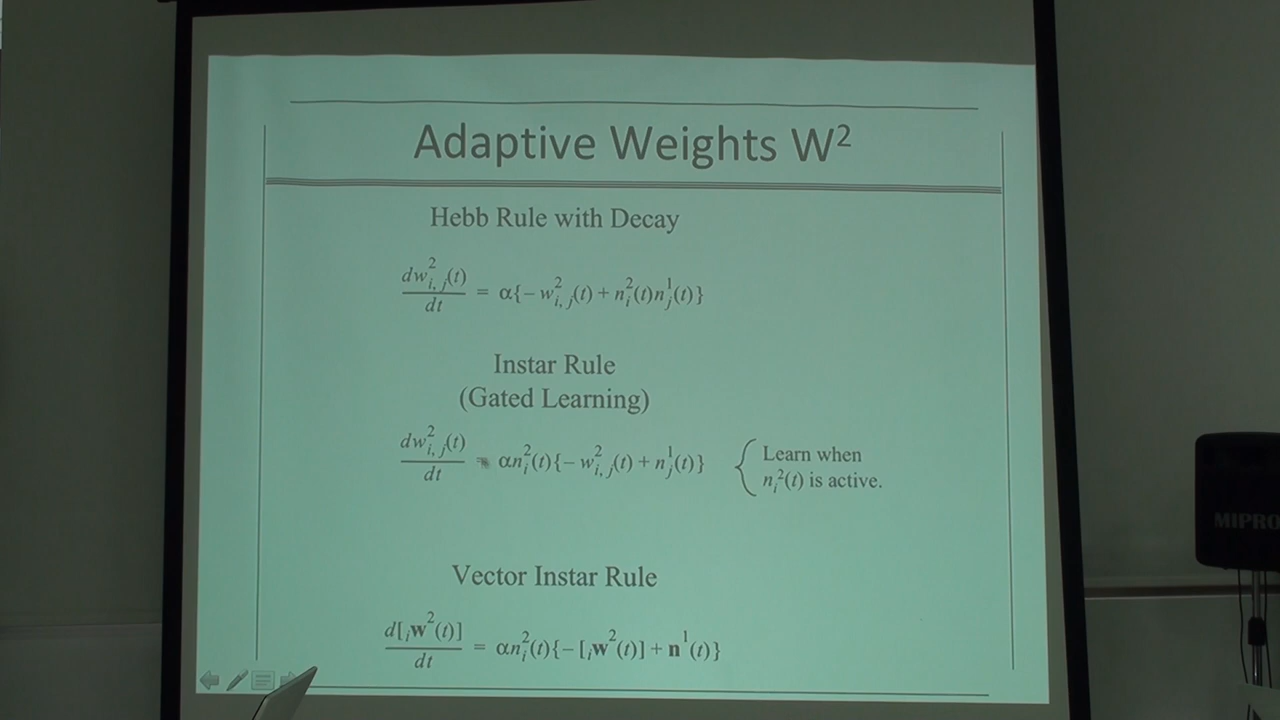 Adaptive Weights W²
Hebb Rule with Decay
dw²i, j(t)/dt = α{– w²i, j(t) + n²i(t)n¹j(t)}
Instar Rule
(Gated Learning)
dw²i, j(t)/dt = αn²i(t){– w²i, j(t) + n¹j(t)}
Learn when
nᵢ²(t) is active.
Vector Instar Rule
d[ᵢw²(t)]/dt = αn²i(t){– [ᵢw²(t)] + n¹(t)}
MIPRO